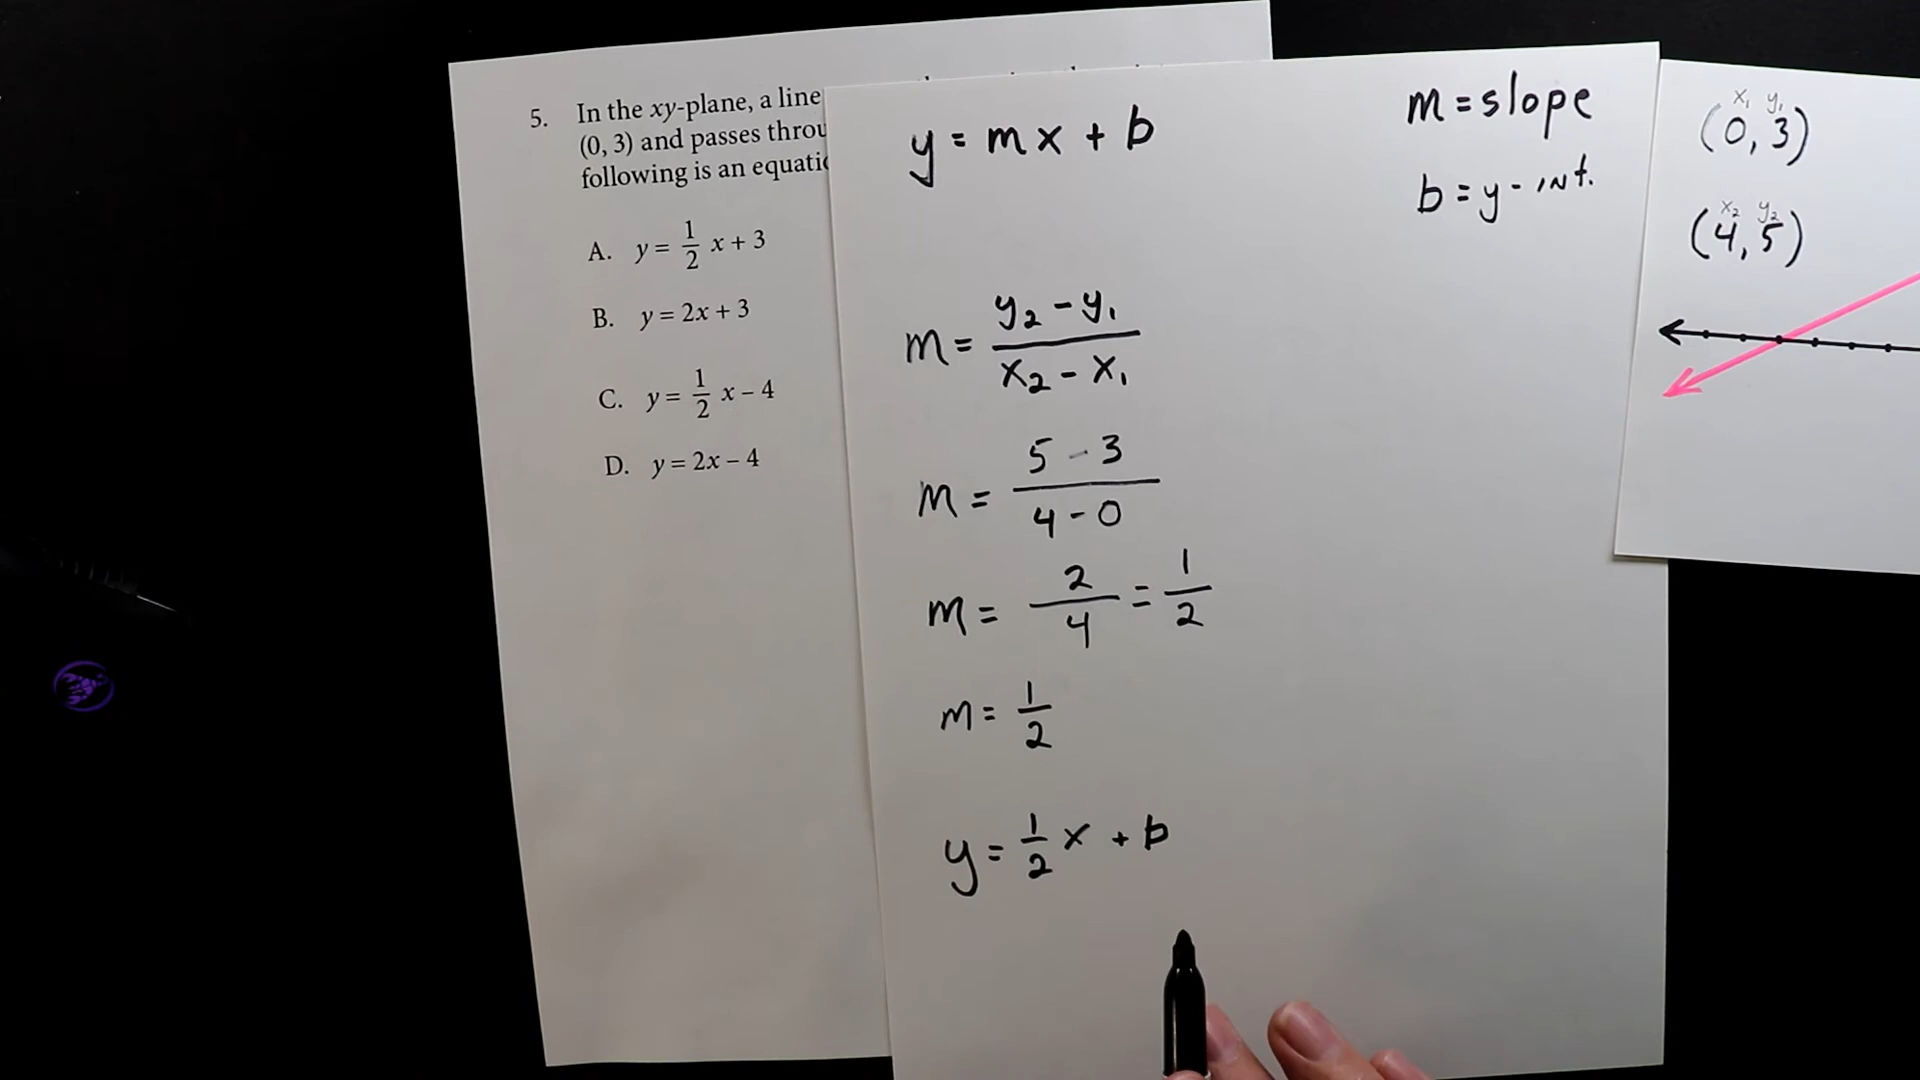 5. In the xy-plane, a line
(0, 3) and passes throu
following is an equatio
A. y = 1/2 x + 3
B. y = 2x + 3
C. y = 1/2 x – 4
D. y = 2x – 4
y = mx + b
m = slope
b = y - int.
m = y₂ - y₁ / x₂ - x₁
m = 5 - 3 / 4 - 0
m = 2/4 = 1/2
m = 1/2
y = 1/2 x + b
x₁ y₁
(0, 3)
x₂ y₂
(4, 5)